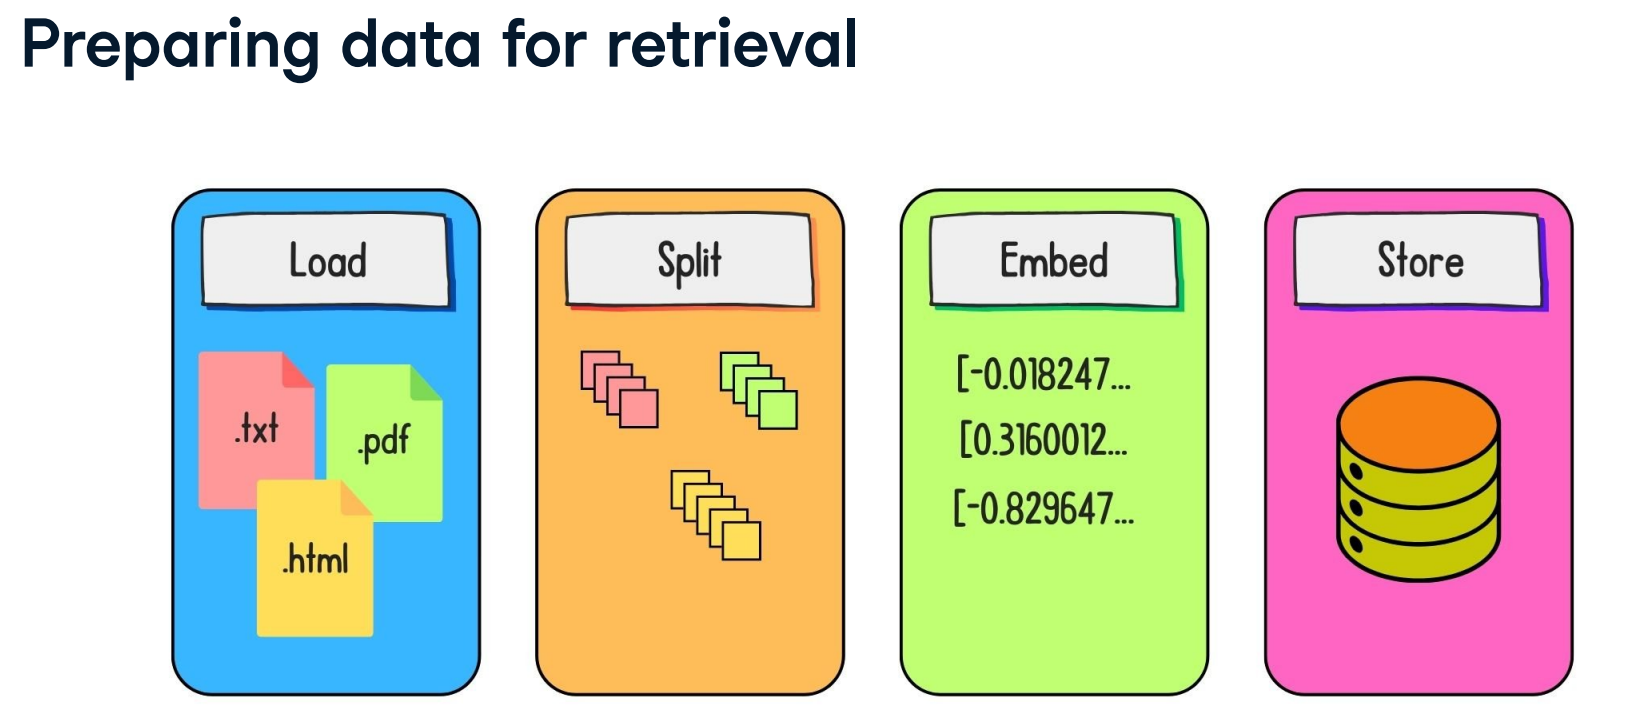 Preparing data for retrieval
Load
Split
Embed
Store
.txt
.pdf
.html
[-0.018247...
[0.3160012...
[-0.829647...